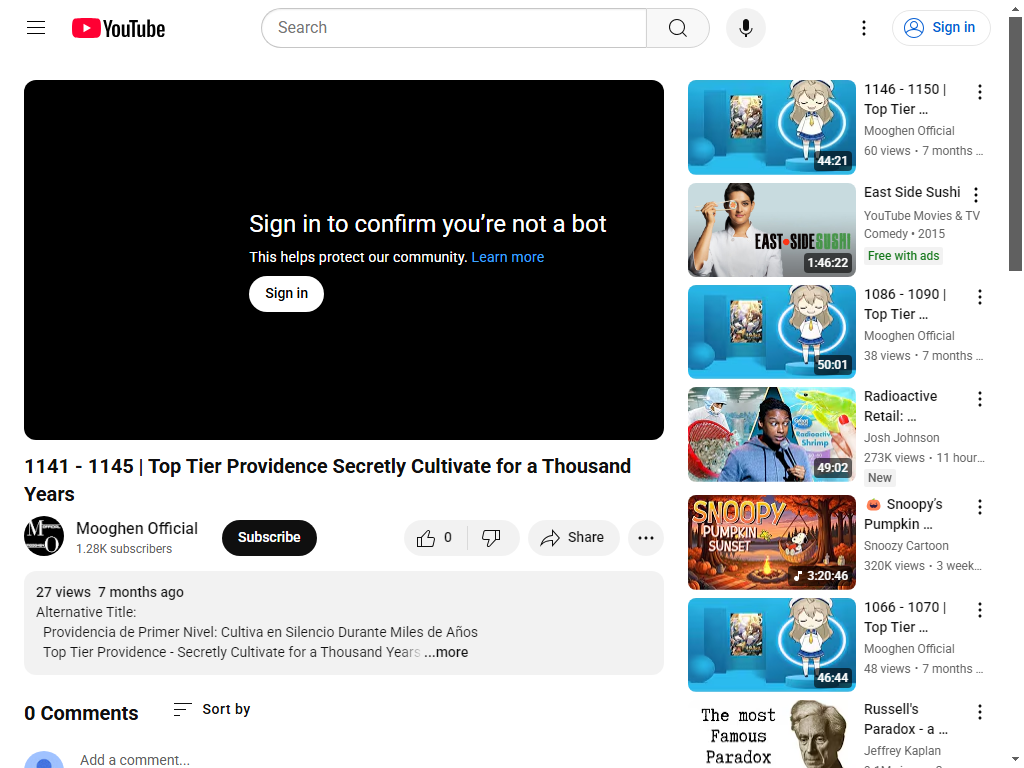 YouTube
Search
Sign in
Sign in to confirm you’re not a bot
This helps protect our community. Learn more
Sign in
1141 - 1145 | Top Tier Providence Secretly Cultivate for a Thousand
Years
Mooghen Official
1.28K subscribers
Subscribe
0
Share
27 views 7 months ago
Alternative Title:
Providencia de Primer Nivel: Cultiva en Silencio Durante Miles de Años
Top Tier Providence - Secretly Cultivate for a Thousand Years ...more
0 Comments
Sort by
Add a comment...
44:21
1146 - 1150 |
Top Tier ...
Mooghen Official
60 views • 7 months ...
EAST SIDE SUSHI
1:46:22
East Side Sushi
YouTube Movies & TV
Comedy • 2015
Free with ads
50:01
1086 - 1090 |
Top Tier ...
Mooghen Official
38 views • 7 months ...
Radioactive
Shrimp
49:02
Radioactive
Retail: ...
Josh Johnson
273K views • 11 hour...
New
SNOOPY
PUMPKIN
SUNSET
3:20:46
🎃 Snoopy's
Pumpkin ...
Snoozy Cartoon
320K views • 3 week...
46:44
1066 - 1070 |
Top Tier ...
Mooghen Official
48 views • 7 months ...
The most
Famous
Paradox
Russell's
Paradox - a ...
Jeffrey Kaplan